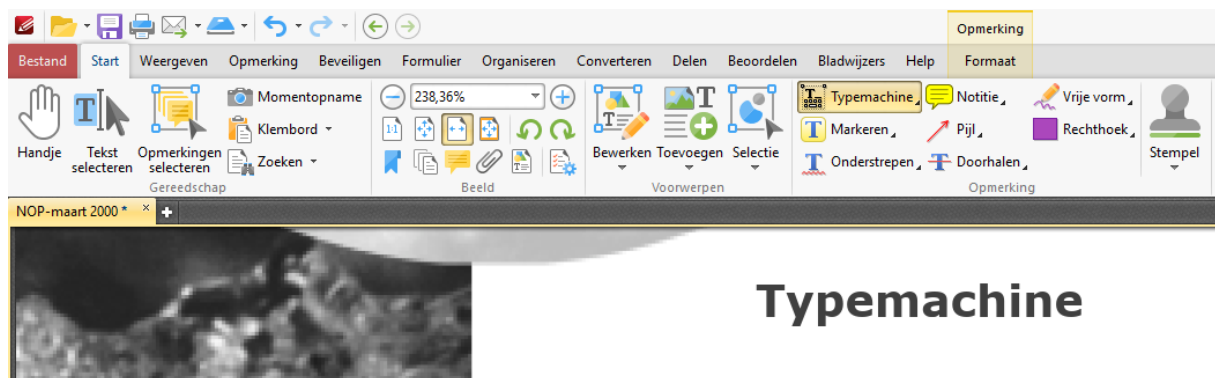 Opmerking
Bestand Start Weergeven Opmerking Beveiligen Formulier Organiseren Converteren Delen Beoordelen Bladwijzers Help Formaat
Momentopname 238,36% Typemachine Notitie Vrije vorm
Klembord 1:1 Markeren Pijl Rechthoek
Handje Tekst selecteren Opmerkingen selecteren Zoeken Bewerken Toevoegen Selectie Onderstrepen Doorhalen Stempel
Gereedschap Beeld Voorwerpen Opmerking
NOP-maart 2000 *
Typemachine